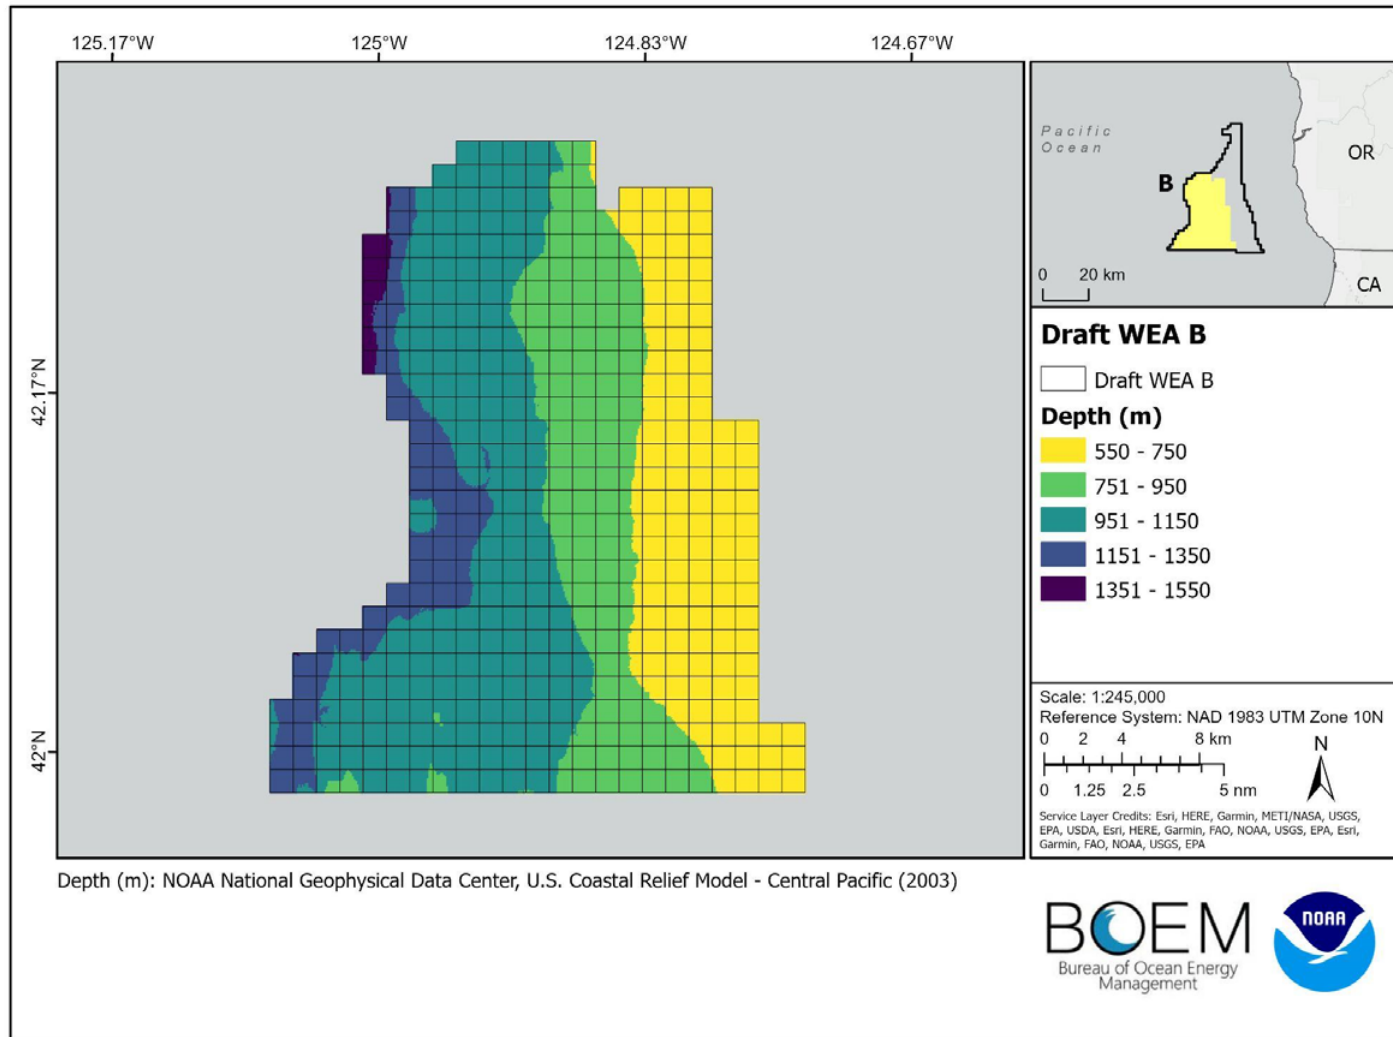 125.17°W
125°W
124.83°W
124.67°W
42.17°N
42°N
Pacific
Ocean
B
OR
CA
0 20 km
Draft WEA B
Draft WEA B
Depth (m)
550 - 750
751 - 950
951 - 1150
1151 - 1350
1351 - 1550
Scale: 1:245,000
Reference System: NAD 1983 UTM Zone 10N
0 2 4 8 km
0 1.25 2.5 5 nm
N
Service Layer Credits: Esri, HERE, Garmin, METI/NASA, USGS,
EPA, USDA, Esri, HERE, Garmin, FAO, NOAA, USGS, EPA, Esri,
Garmin, FAO, NOAA, USGS, EPA
Depth (m): NOAA National Geophysical Data Center, U.S. Coastal Relief Model - Central Pacific (2003)
BOEM
Bureau of Ocean Energy
Management
NOAA